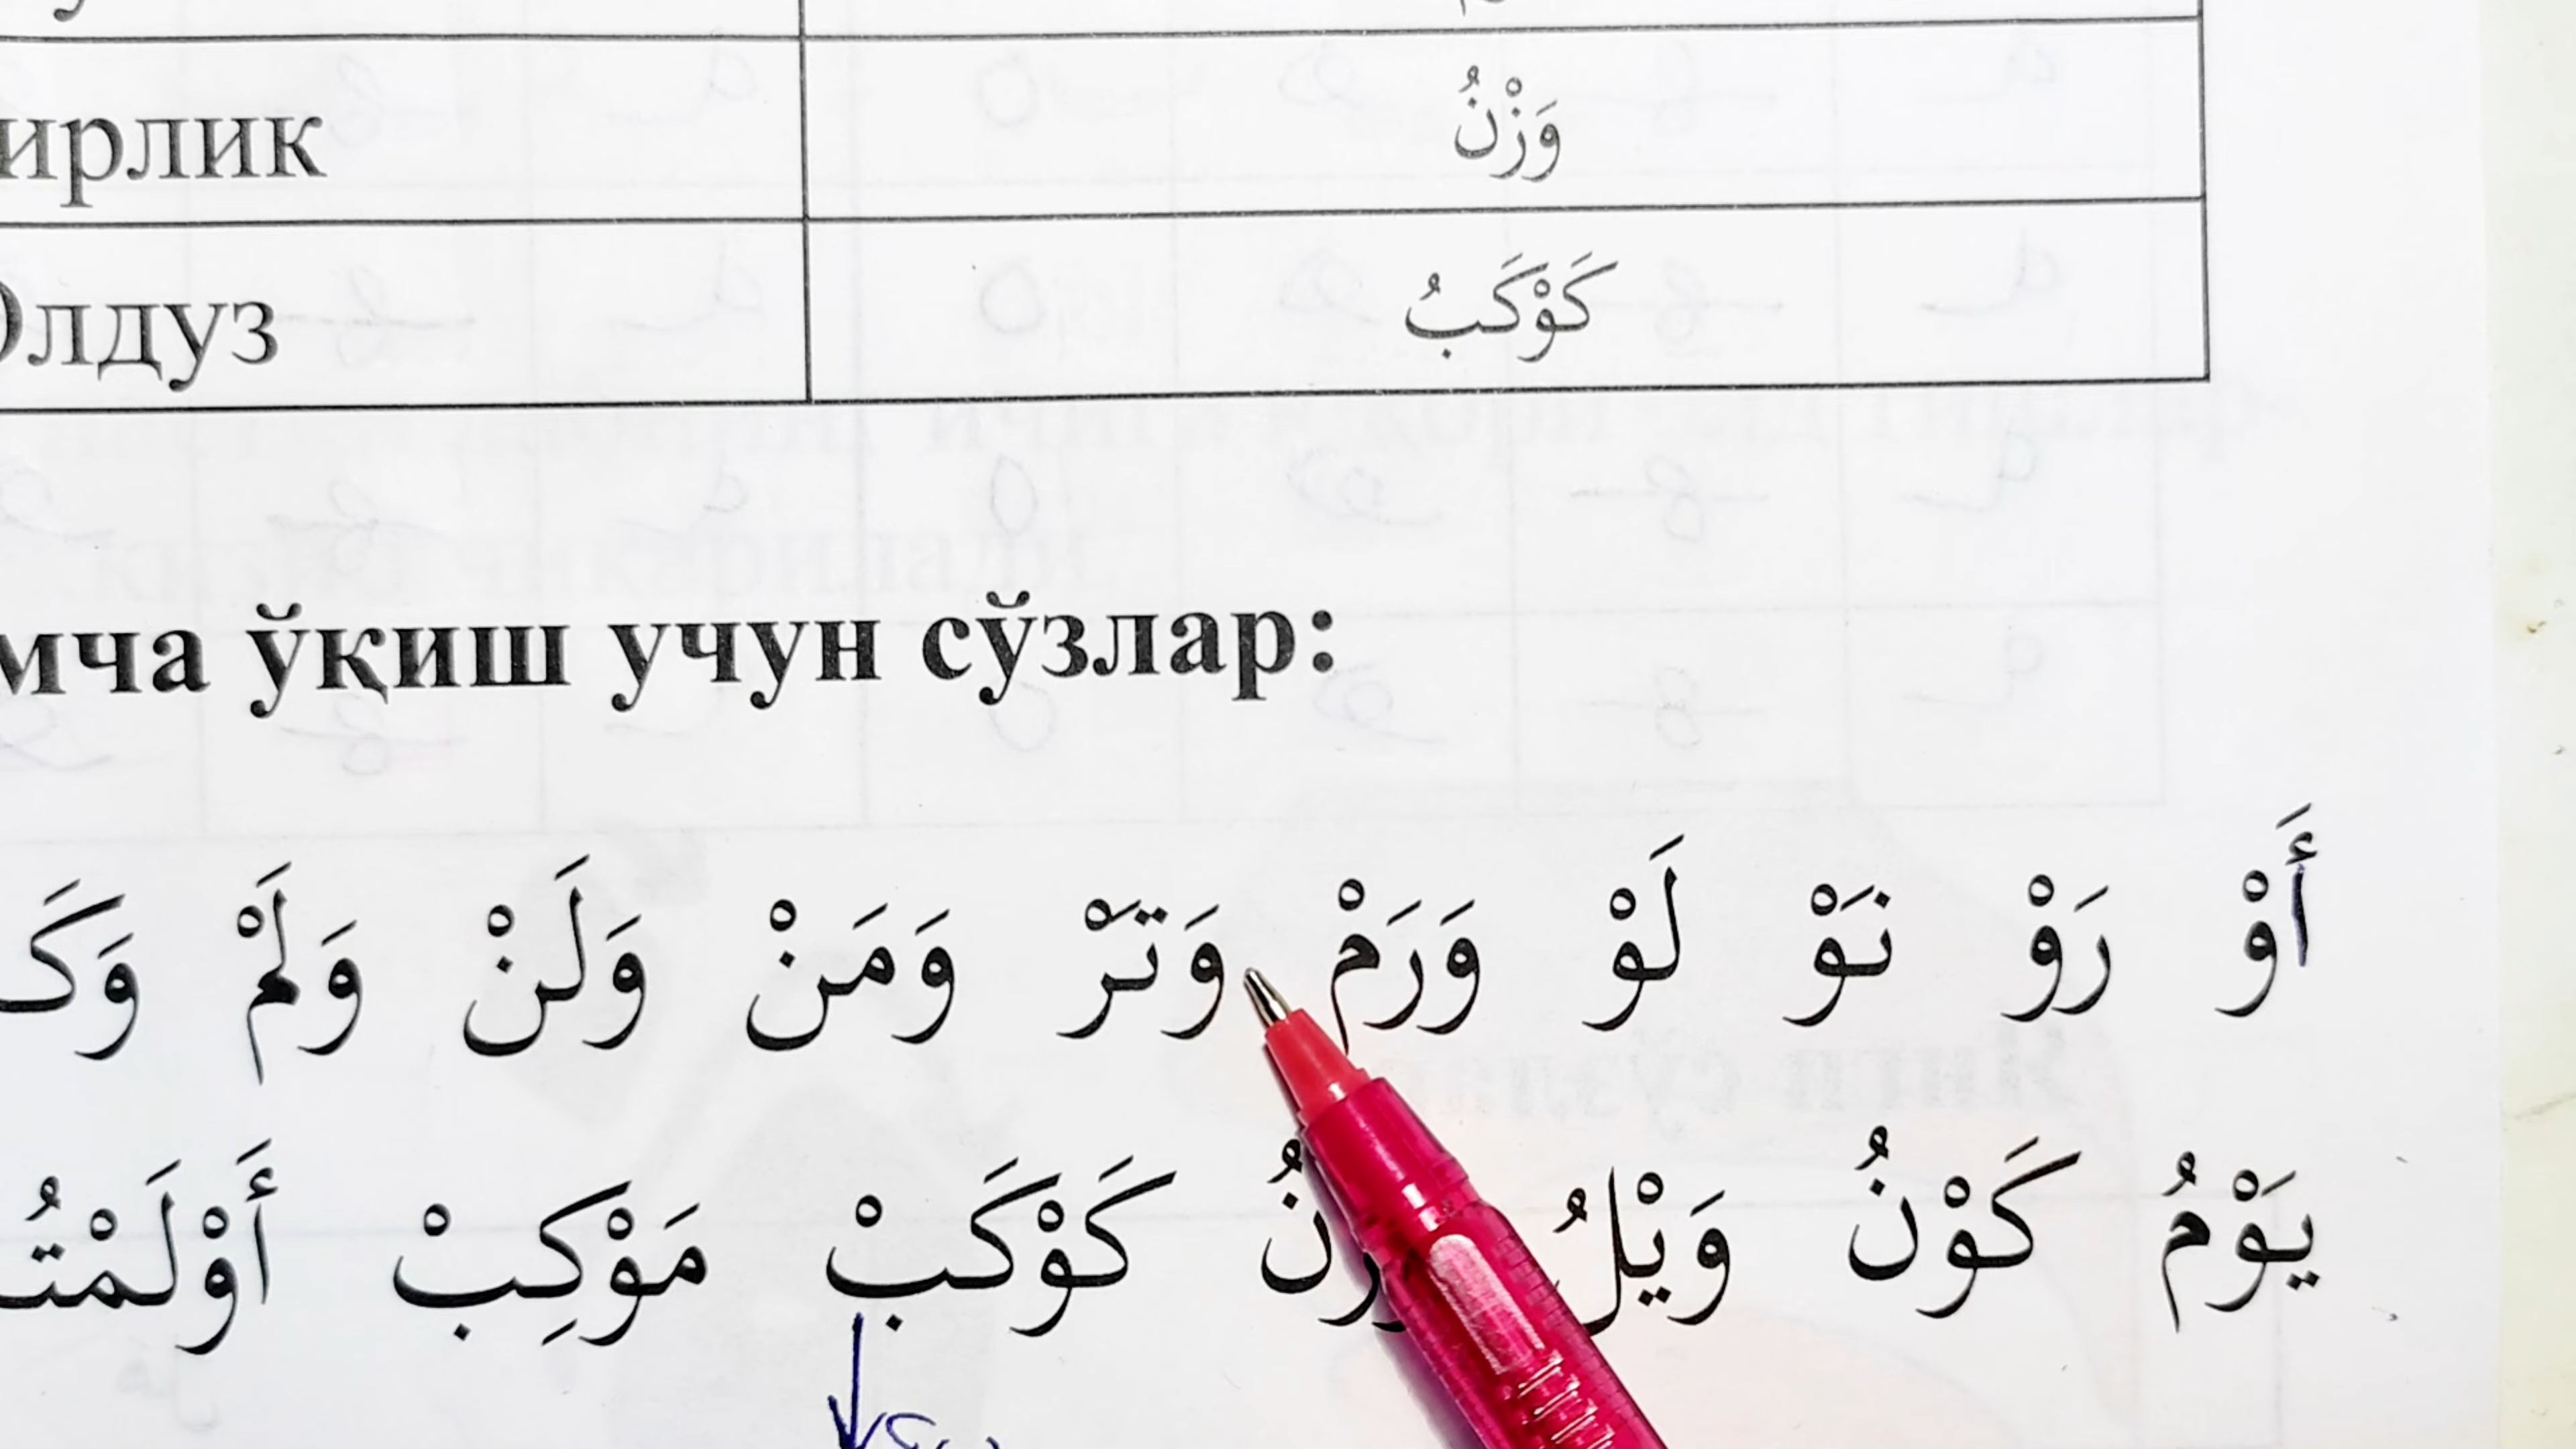 ирлик وَزْنُ
Юлдуз كَوْكَبُ
мча ўқиш учун сўзлар:
أَوْ رَوْ نَوْ لَوْ وَرَمْ وَتَرْ وَمَنْ وَلَنْ وَلَمْ وَكَ
يَوْمُ كَوْنُ وَيْلُ كَوْكَبْ مَوْكِبْ أَوْلَمْتُ